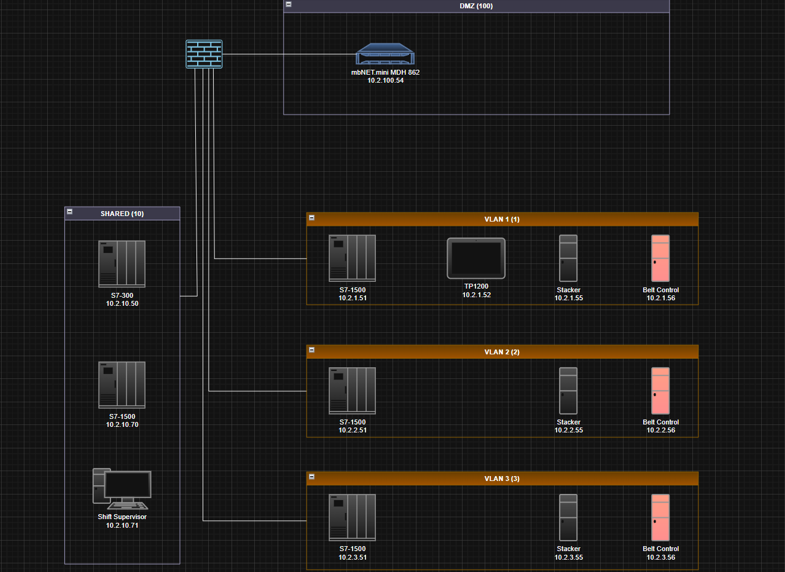 DMZ (100)
mbNET.mini MDH 862
10.2.100.54
SHARED (10)
S7-300
10.2.10.50
S7-1500
10.2.10.70
Shift Supervisor
10.2.10.71
VLAN 1 (1)
S7-1500
10.2.1.51
TP1200
10.2.1.52
Stacker
10.2.1.55
Belt Control
10.2.1.56
VLAN 2 (2)
S7-1500
10.2.2.51
Stacker
10.2.2.55
Belt Control
10.2.2.56
VLAN 3 (3)
S7-1500
10.2.3.51
Stacker
10.2.3.55
Belt Control
10.2.3.56